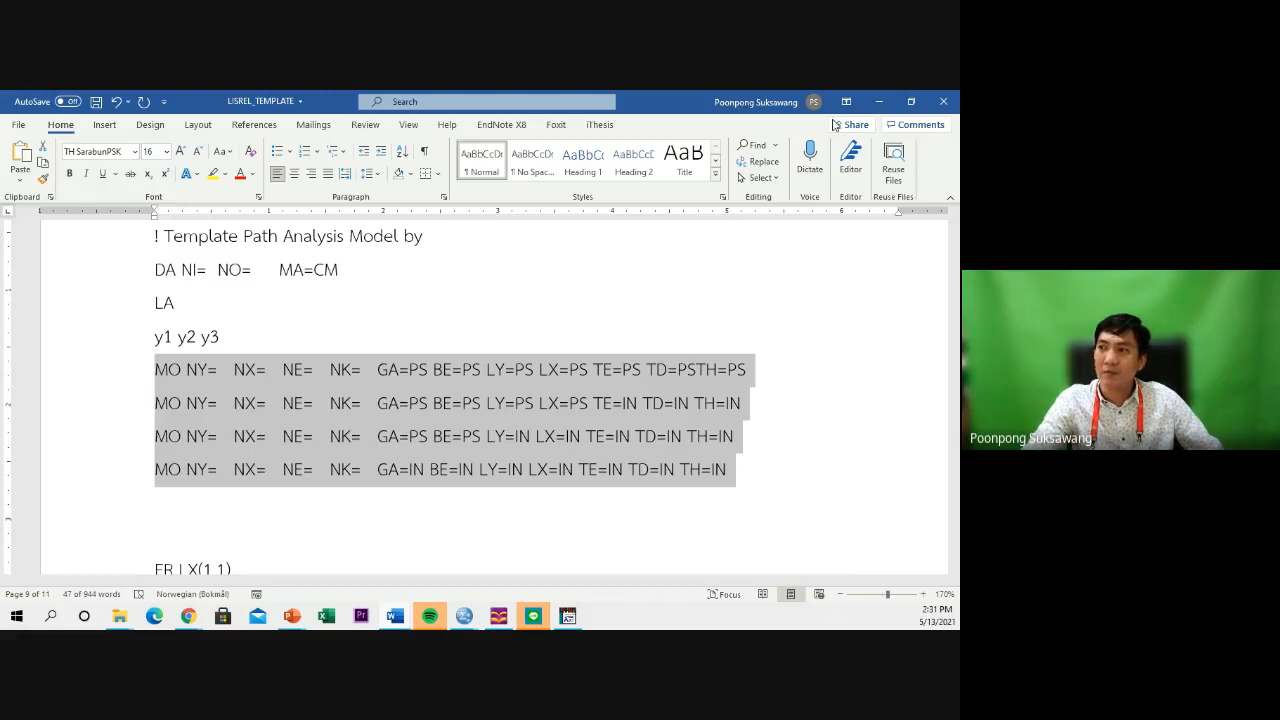 AutoSave Off
LISREL_TEMPLATE
Search
Poonpong Suksawang PS
File Home Insert Design Layout References Mailings Review View Help EndNote X8 Foxit iThesis Share Comments
Paste
TH SarabunPSK 16
AaBbCcDc ¶ Normal
AaBbCcDc ¶ No Spac...
AaBbCc Heading 1
AaBbCcD Heading 2
AaB Title
Find
Replace
Select
Dictate
Editor
Reuse Files
Clipboard Font Paragraph Styles Editing Voice Editor Reuse Files
! Template Path Analysis Model by
DA NI= NO= MA=CM
LA
y1 y2 y3
MO NY= NX= NE= NK= GA=PS BE=PS LY=PS LX=PS TE=PS TD=PSTH=PS
MO NY= NX= NE= NK= GA=PS BE=PS LY=PS LX=PS TE=IN TD=IN TH=IN
MO NY= NX= NE= NK= GA=PS BE=PS LY=IN LX=IN TE=IN TD=IN TH=IN
MO NY= NX= NE= NK= GA=IN BE=IN LY=IN LX=IN TE=IN TD=IN TH=IN
FR LX(1,1)
Poonpong Suksawang
Page 9 of 11 47 of 944 words Norwegian (Bokmål) Focus 170%
2:31 PM
5/13/2021